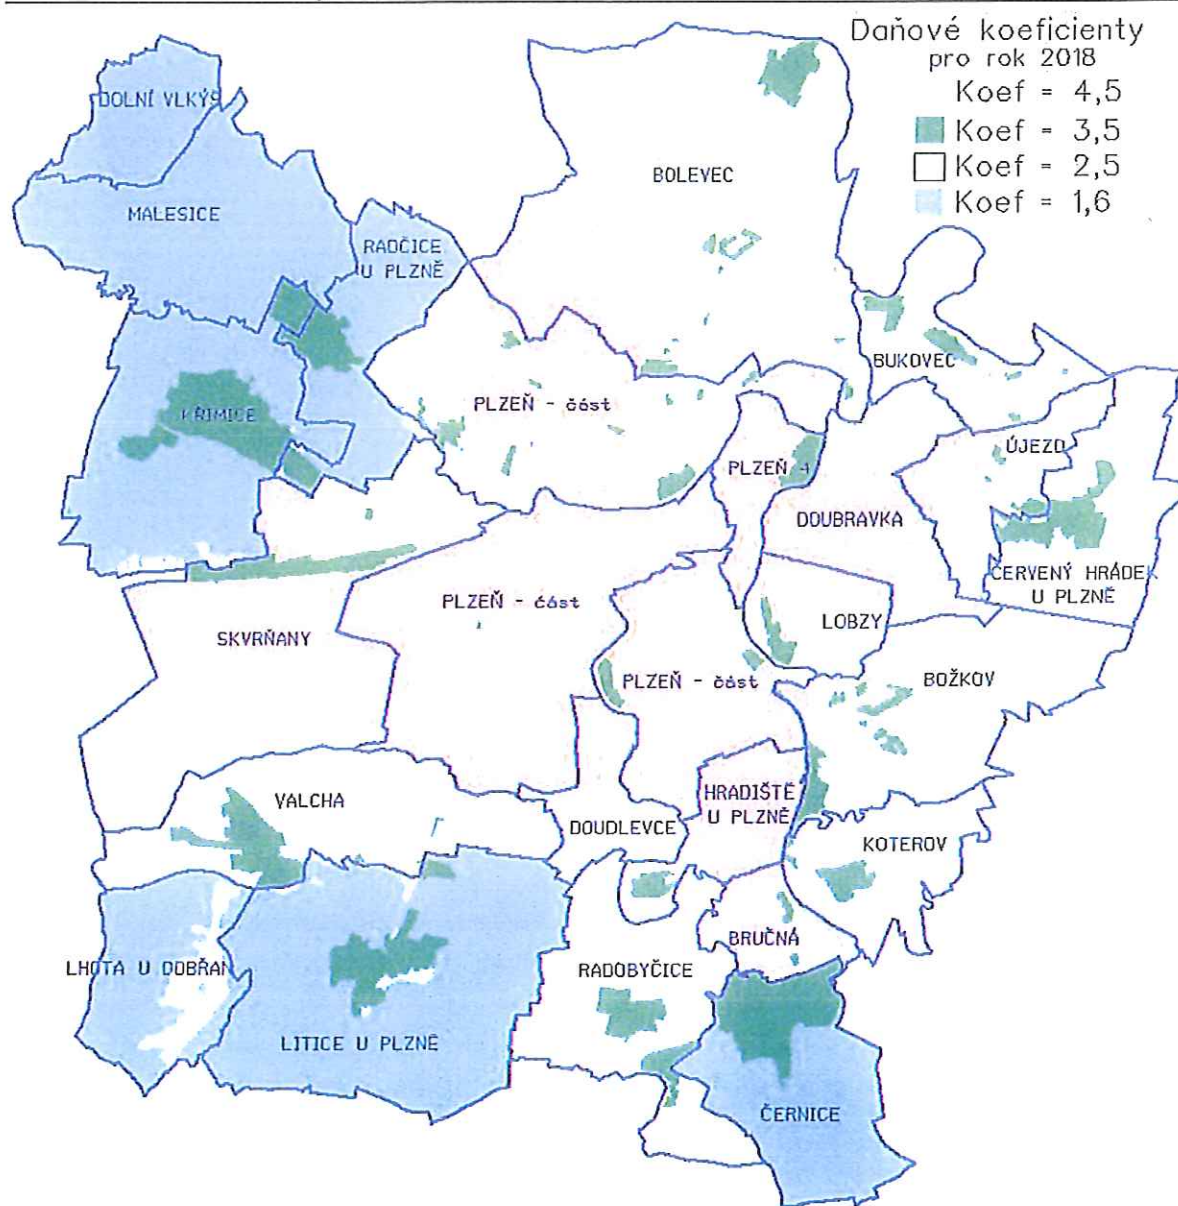 Daňové koeficienty
pro rok 2018
Koef = 4,5
Koef = 3,5
Koef = 2,5
Koef = 1,6
DOLNÍ VLKÝŠ
MALESICE
RADČICE
U PLZNĚ
BOLEVEC
BUKOVEC
KŘIMICE
PLZEŇ - část
PLZEŇ 4
ÚJEZD
DOUBRAVKA
ČERVENÝ HRÁDEK
U PLZNĚ
PLZEŇ - část
SKVRŇANY
LOBZY
PLZEŇ - část
BOŽKOV
VALCHA
HRADIŠTĚ
U PLZNĚ
DOUDLEVCE
KOTEROV
LHOTA U DOBŘAN
BRUČNÁ
RADOBYČICE
LITICE U PLZNĚ
ČERNICE